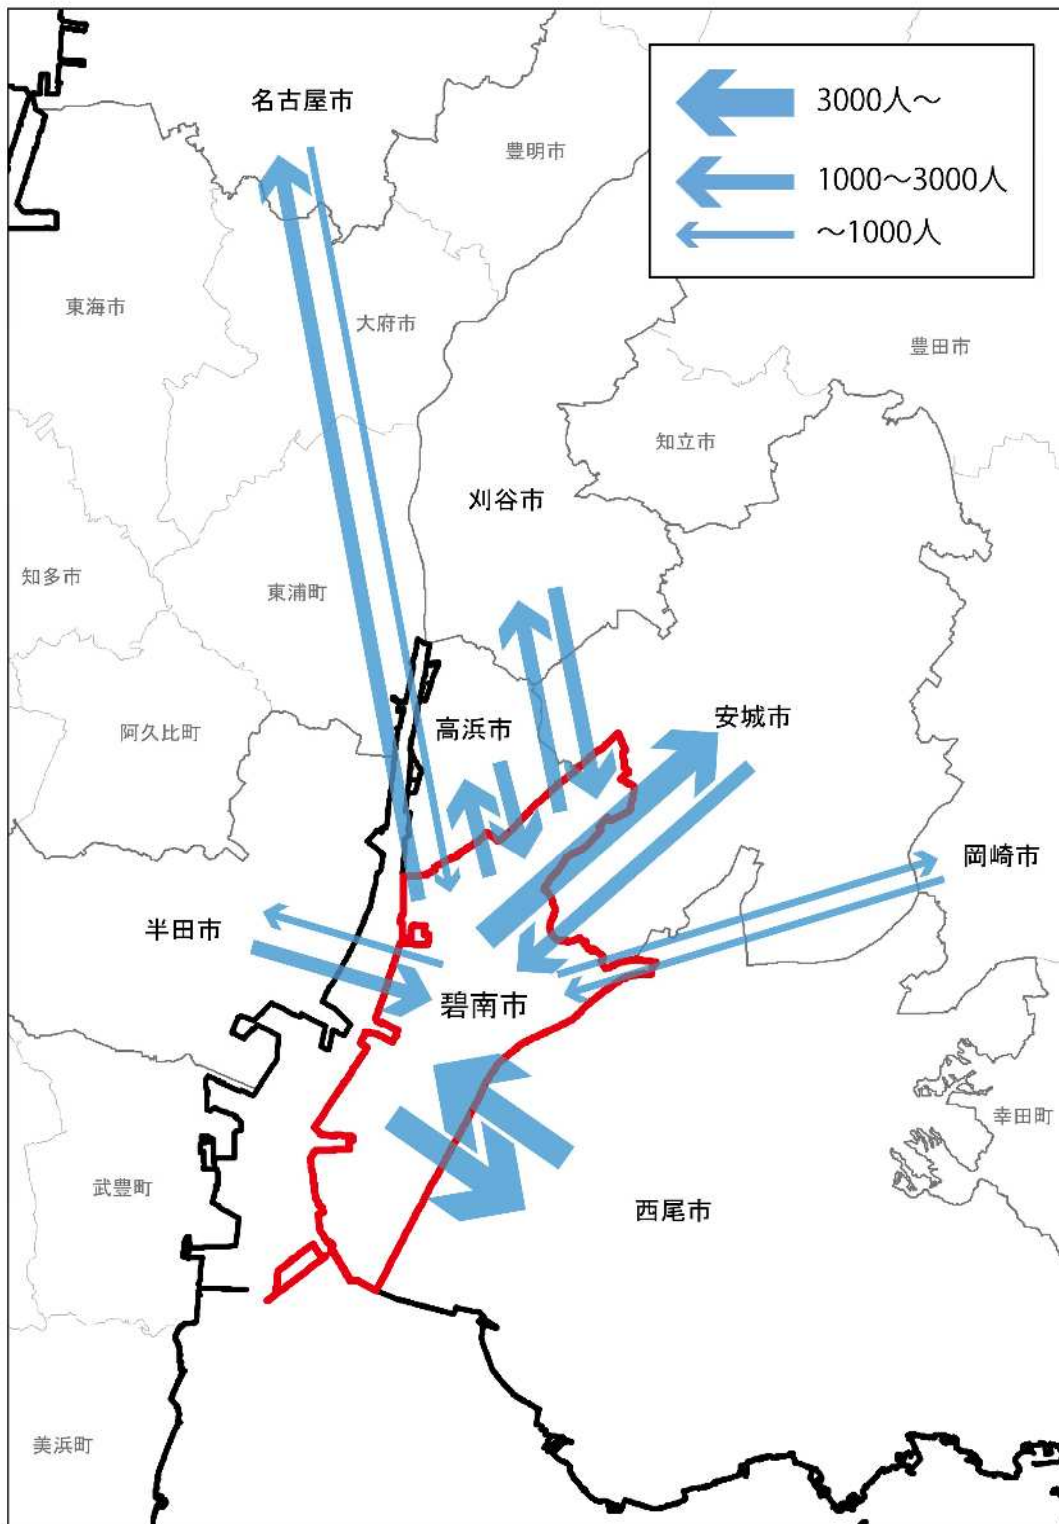 名古屋市
3000人～
豊明市
1000～3000人
～1000人
東海市
大府市
豊田市
知立市
刈谷市
知多市
東浦町
高浜市
安城市
阿久比町
岡崎市
半田市
碧南市
幸田町
武豊町
西尾市
美浜町